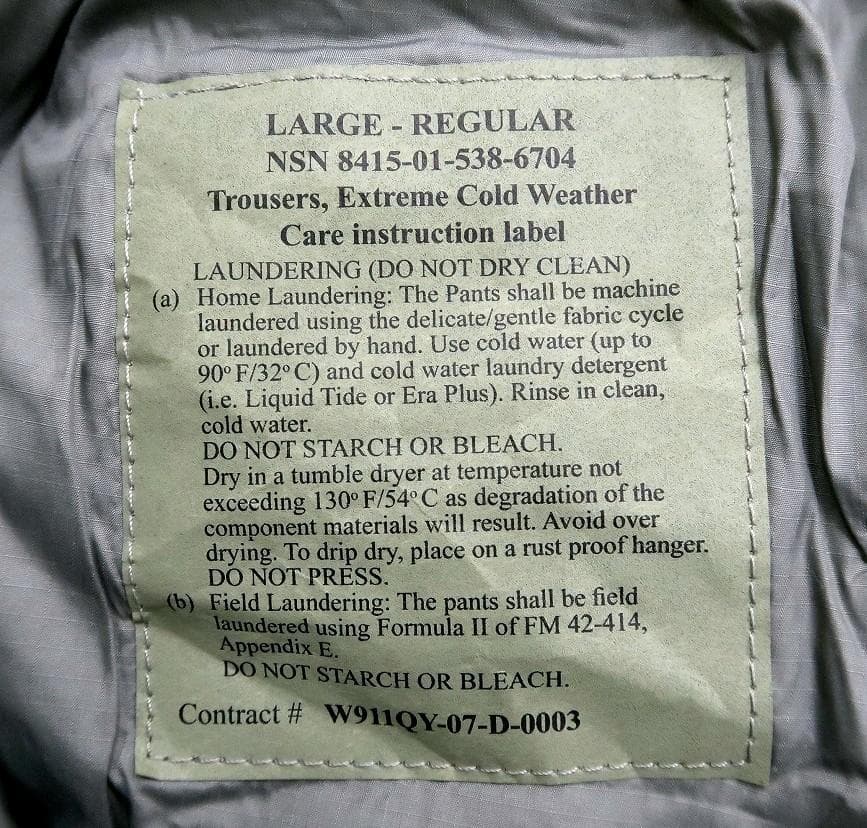 LARGE - REGULAR
NSN 8415-01-538-6704
Trousers, Extreme Cold Weather
Care instruction label
LAUNDERING (DO NOT DRY CLEAN)
(a) Home Laundering: The Pants shall be machine
laundered using the delicate/gentle fabric cycle
or laundered by hand. Use cold water (up to
90º F/32º C) and cold water laundry detergent
(i.e. Liquid Tide or Era Plus). Rinse in clean,
cold water.
DO NOT STARCH OR BLEACH.
Dry in a tumble dryer at temperature not
exceeding 130º F/54º C as degradation of the
component materials will result. Avoid over
drying. To drip dry, place on a rust proof hanger.
DO NOT PRESS.
(b) Field Laundering: The pants shall be field
laundered using Formula II of FM 42-414,
Appendix E.
DO NOT STARCH OR BLEACH.
Contract # W911QY-07-D-0003